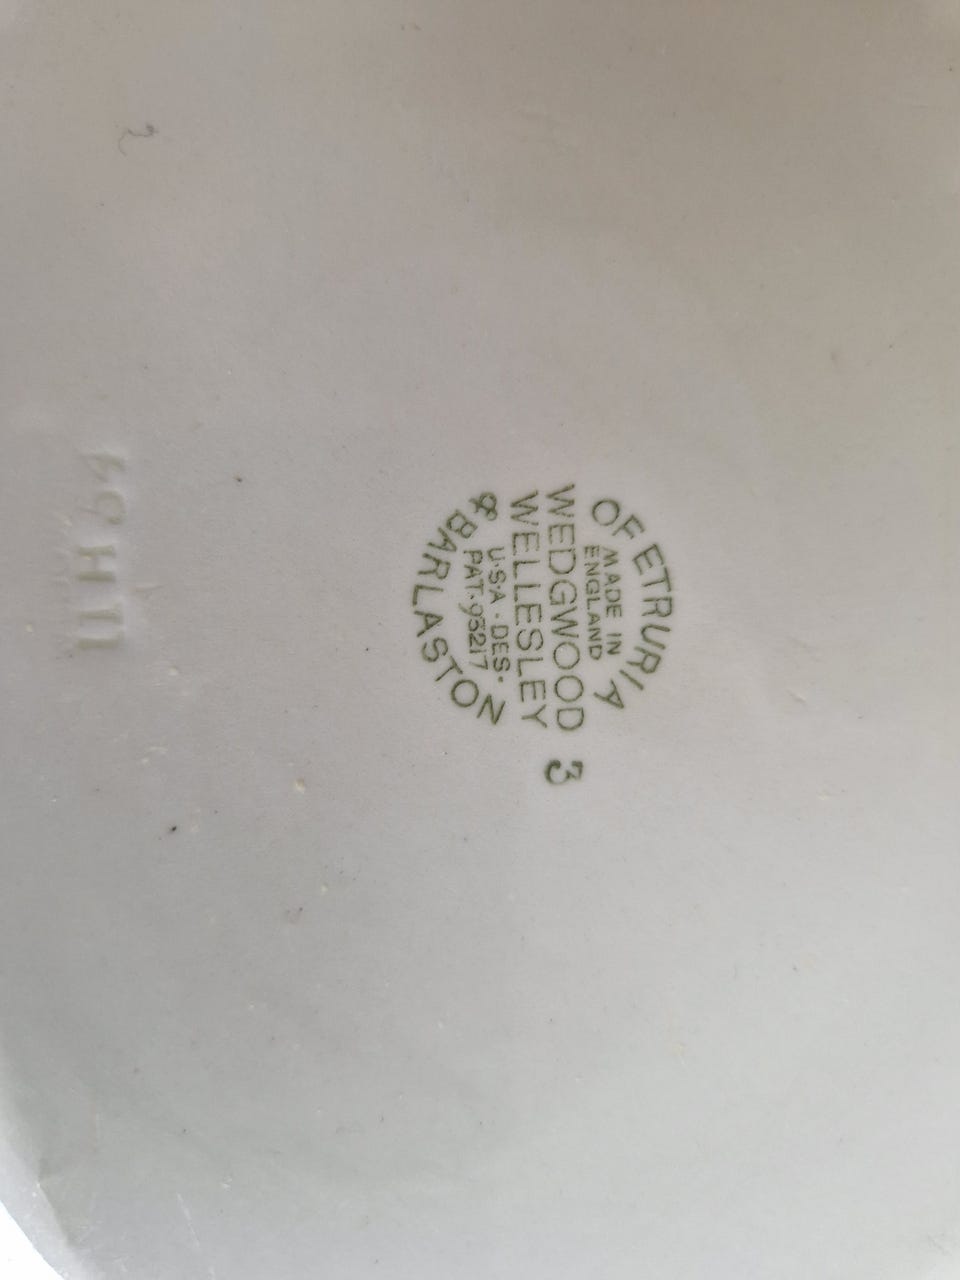 OF ETRURIA
MADE IN
ENGLAND
WEDGWOOD 3
WELLESLEY
U·S·A · DES·
PAT·93217
& BARLASTON